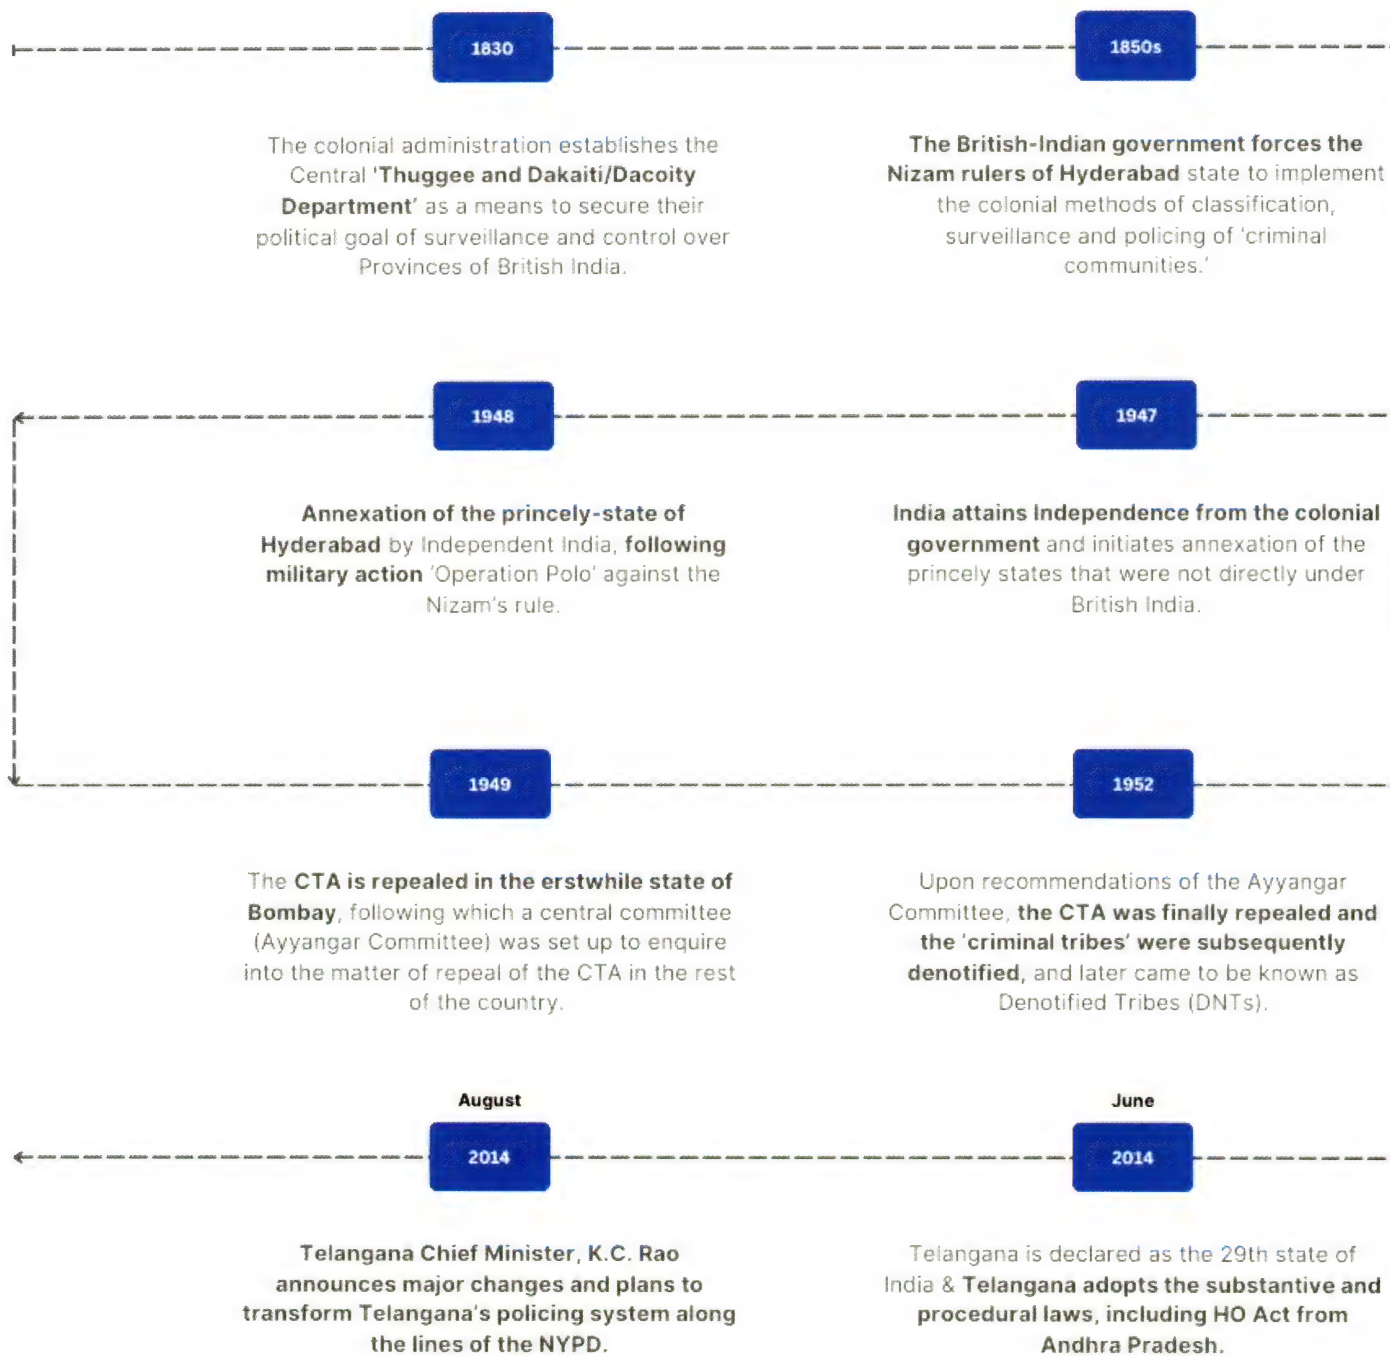 1830
The colonial administration establishes the
Central 'Thuggee and Dakaiti/Dacoity
Department' as a means to secure their
political goal of surveillance and control over
Provinces of British India.
1850s
The British-Indian government forces the
Nizam rulers of Hyderabad state to implement
the colonial methods of classification,
surveillance and policing of 'criminal
communities.'
1948
Annexation of the princely-state of
Hyderabad by Independent India, following
military action 'Operation Polo' against the
Nizam's rule.
1947
India attains Independence from the colonial
government and initiates annexation of the
princely states that were not directly under
British India.
1949
The CTA is repealed in the erstwhile state of
Bombay, following which a central committee
(Ayyangar Committee) was set up to enquire
into the matter of repeal of the CTA in the rest
of the country.
1952
Upon recommendations of the Ayyangar
Committee, the CTA was finally repealed and
the 'criminal tribes' were subsequently
denotified, and later came to be known as
Denotified Tribes (DNTs).
August
2014
Telangana Chief Minister, K.C. Rao
announces major changes and plans to
transform Telangana's policing system along
the lines of the NYPD.
June
2014
Telangana is declared as the 29th state of
India & Telangana adopts the substantive and
procedural laws, including HO Act from
Andhra Pradesh.